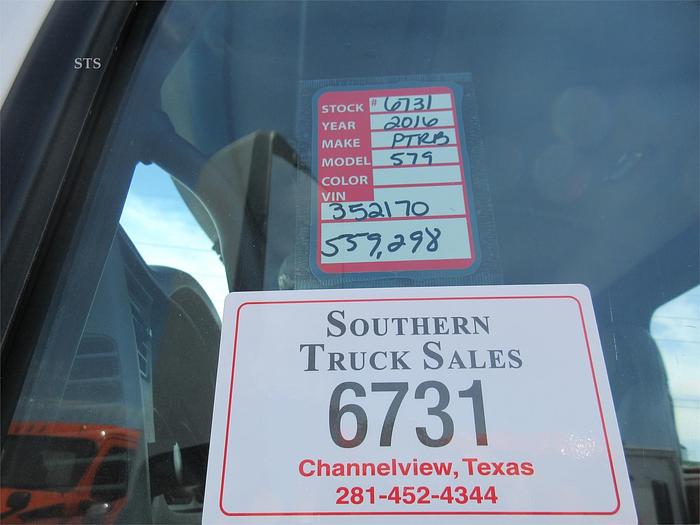 STS
STOCK # 6731
YEAR 2016
MAKE PTRB
MODEL 579
COLOR
VIN
352170
559,298
SOUTHERN
TRUCK SALES
6731
Channelview, Texas
281-452-4344